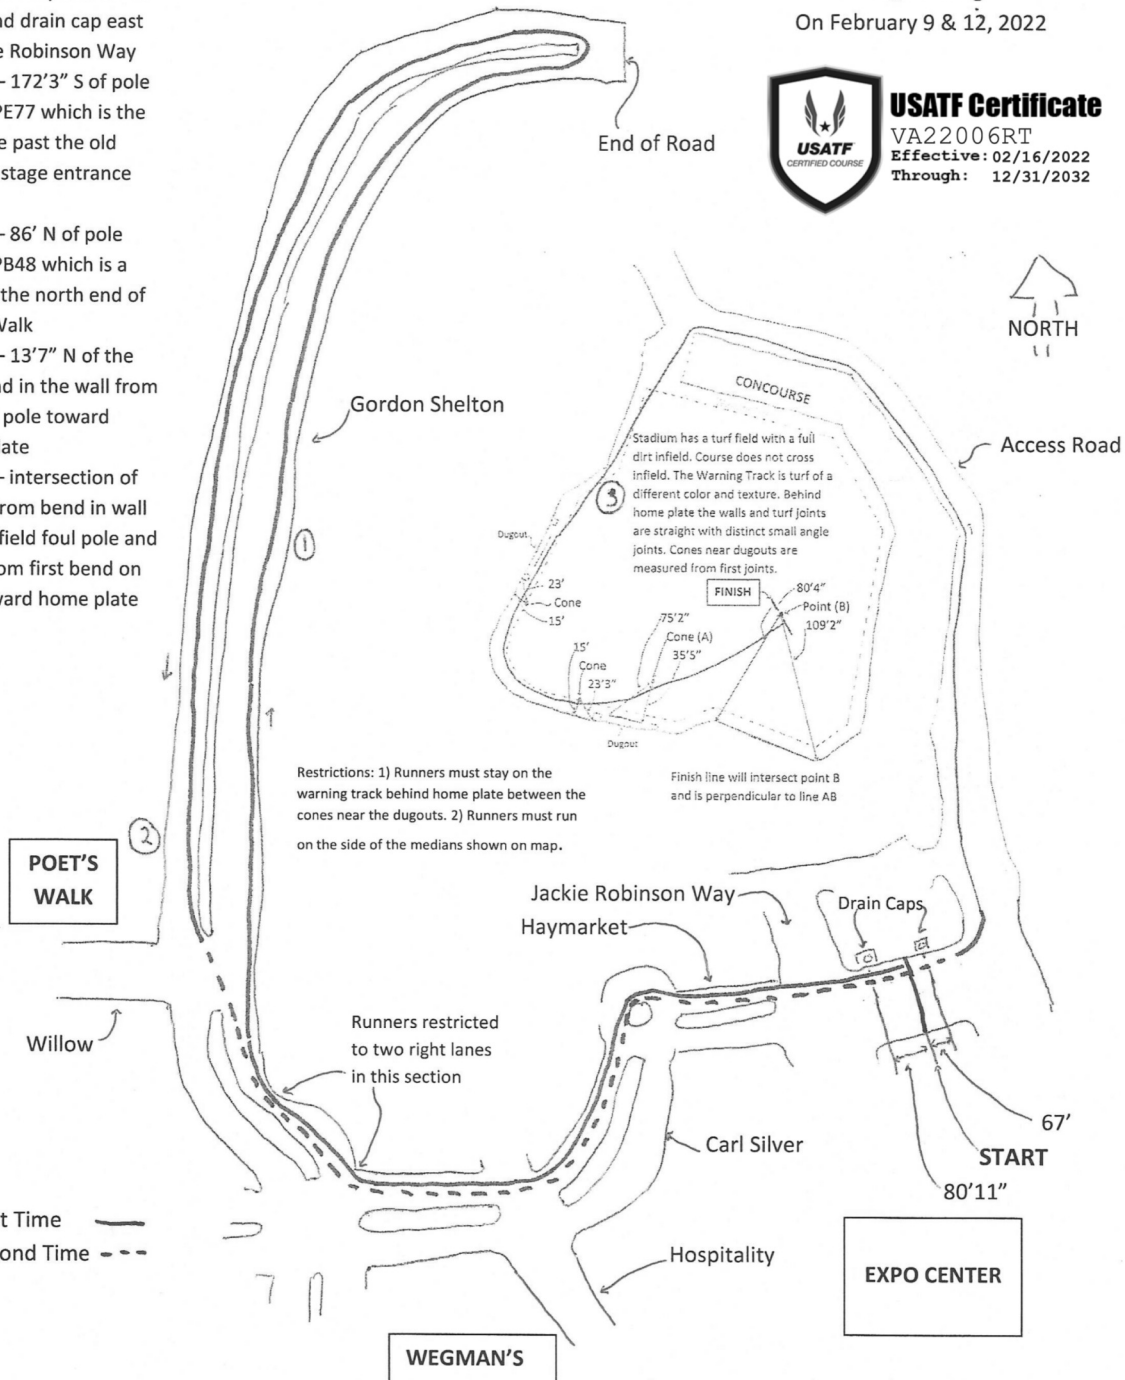 nd drain cap east
e Robinson Way
- 172'3" S of pole
PE77 which is the
e past the old
stage entrance
- 86' N of pole
PB48 which is a
the north end of
Walk
- 13'7" N of the
nd in the wall from
pole toward
late
- intersection of
rom bend in wall
field foul pole and
om first bend on
ward home plate
On February 9 & 12, 2022
USATF
CERTIFIED COURSE
USATF Certificate
VA22006RT
Effective: 02/16/2022
Through: 12/31/2032
End of Road
NORTH
Gordon Shelton
CONCOURSE
Access Road
Stadium has a turf field with a full
dirt infield. Course does not cross
infield. The Warning Track is turf of a
different color and texture. Behind
home plate the walls and turf joints
are straight with distinct small angle
joints. Cones near dugouts are
measured from first joints.
3
1
Dugout
23'
Cone
15'
FINISH
80'4"
Point (B)
109'2"
75'2"
Cone (A)
35'5"
15'
Cone
23'3"
Dugout
Restrictions: 1) Runners must stay on the
warning track behind home plate between the
cones near the dugouts. 2) Runners must run
on the side of the medians shown on map.
Finish line will intersect point B
and is perpendicular to line AB
2
POET'S
WALK
Jackie Robinson Way
Haymarket
Drain Caps
Willow
Runners restricted
to two right lanes
in this section
Carl Silver
67'
START
80'11"
t Time
ond Time
Hospitality
EXPO CENTER
WEGMAN'S